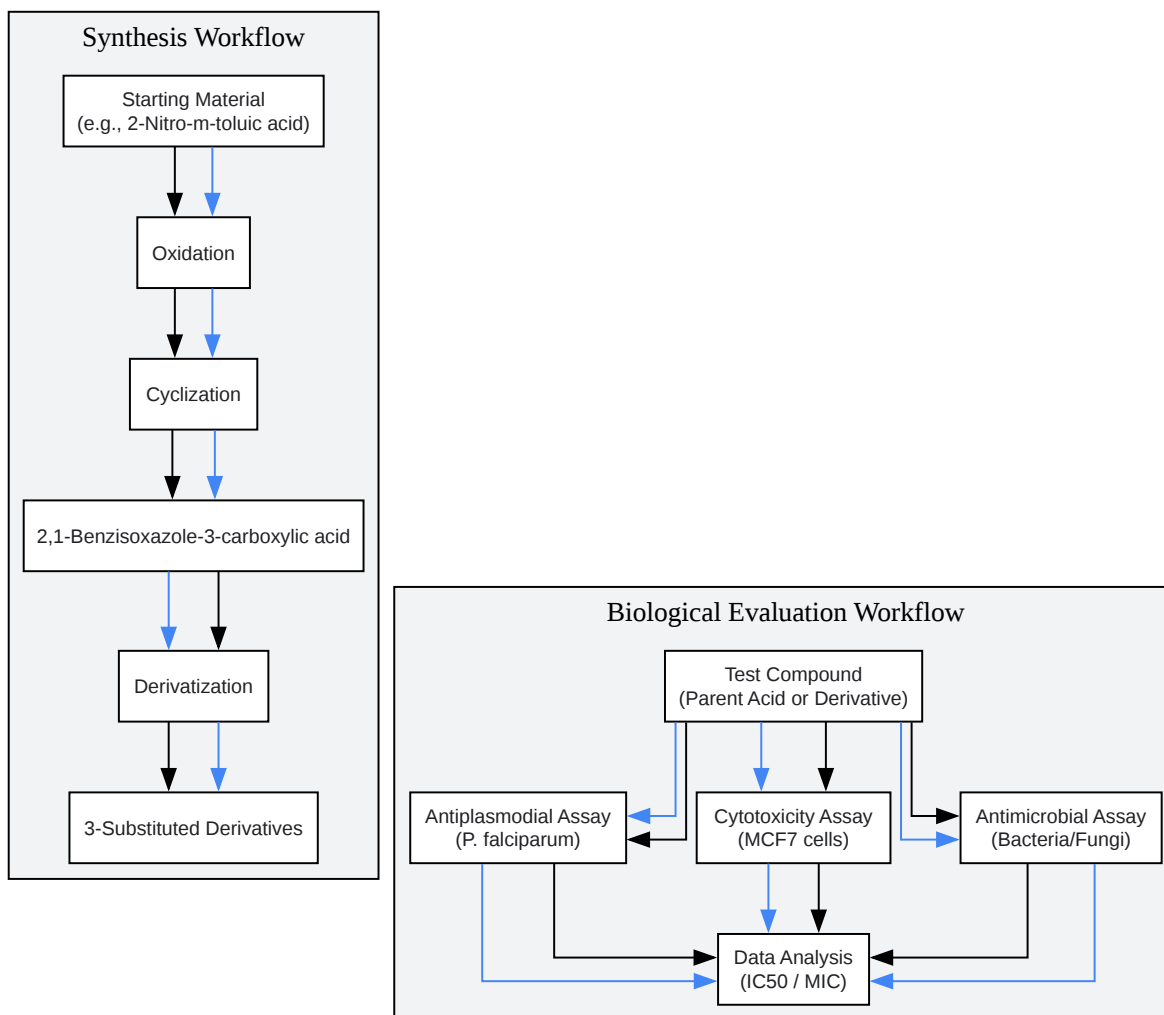 Synthesis Workflow
Starting Material
(e.g., 2-Nitro-m-toluic acid)
Oxidation
Cyclization
2,1-Benzisoxazole-3-carboxylic acid
Derivatization
3-Substituted Derivatives
Biological Evaluation Workflow
Test Compound
(Parent Acid or Derivative)
Antiplasmodial Assay
(P. falciparum)
Cytotoxicity Assay
(MCF7 cells)
Antimicrobial Assay
(Bacteria/Fungi)
Data Analysis
(IC50 / MIC)